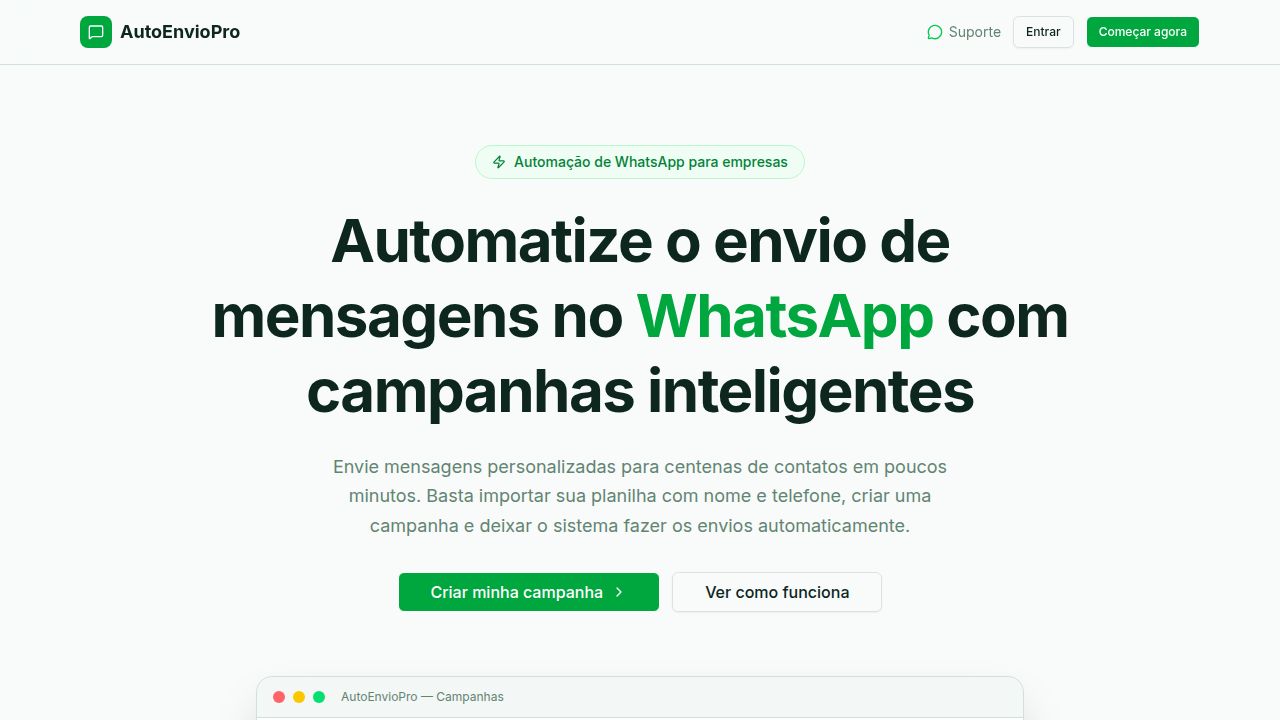 AutoEnvioPro
Suporte
Entrar
Começar agora
Automação de WhatsApp para empresas
Automatize o envio de
mensagens no WhatsApp com
campanhas inteligentes
Envie mensagens personalizadas para centenas de contatos em poucos
minutos. Basta importar sua planilha com nome e telefone, criar uma
campanha e deixar o sistema fazer os envios automaticamente.
Criar minha campanha
Ver como funciona
AutoEnvioPro — Campanhas